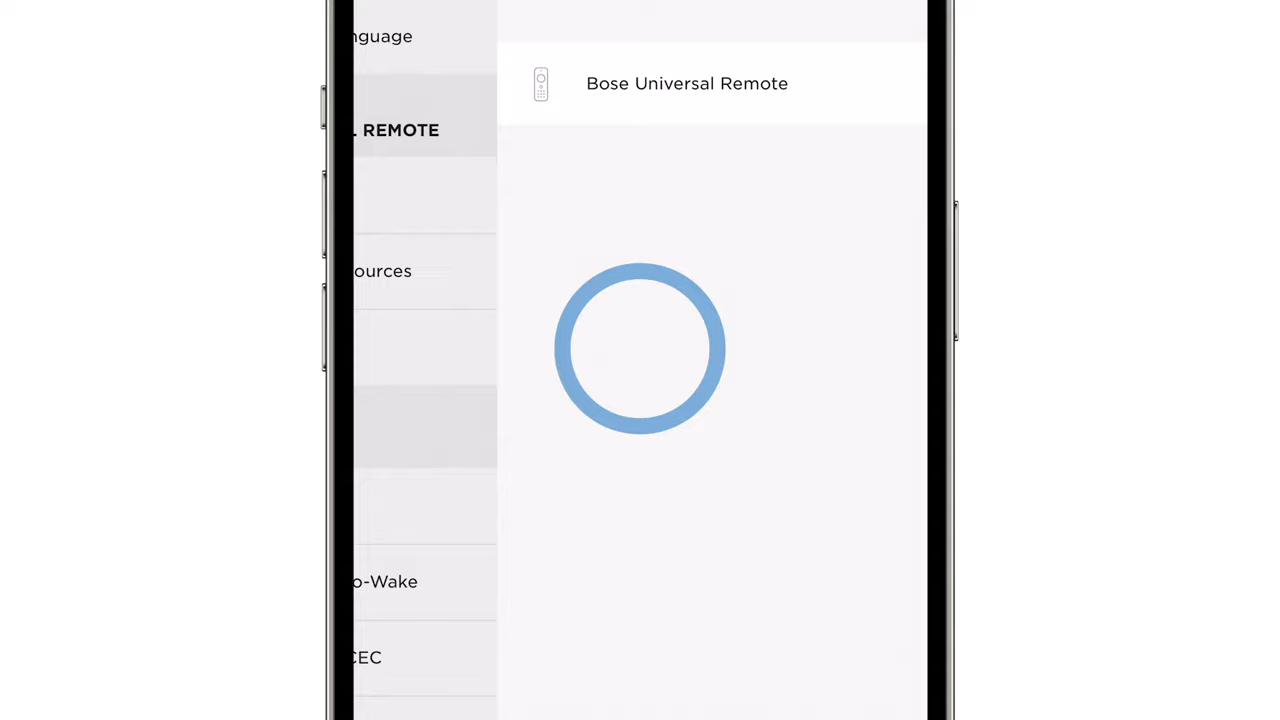 nguage
Bose Universal Remote
REMOTE
ources
o-Wake
CEC